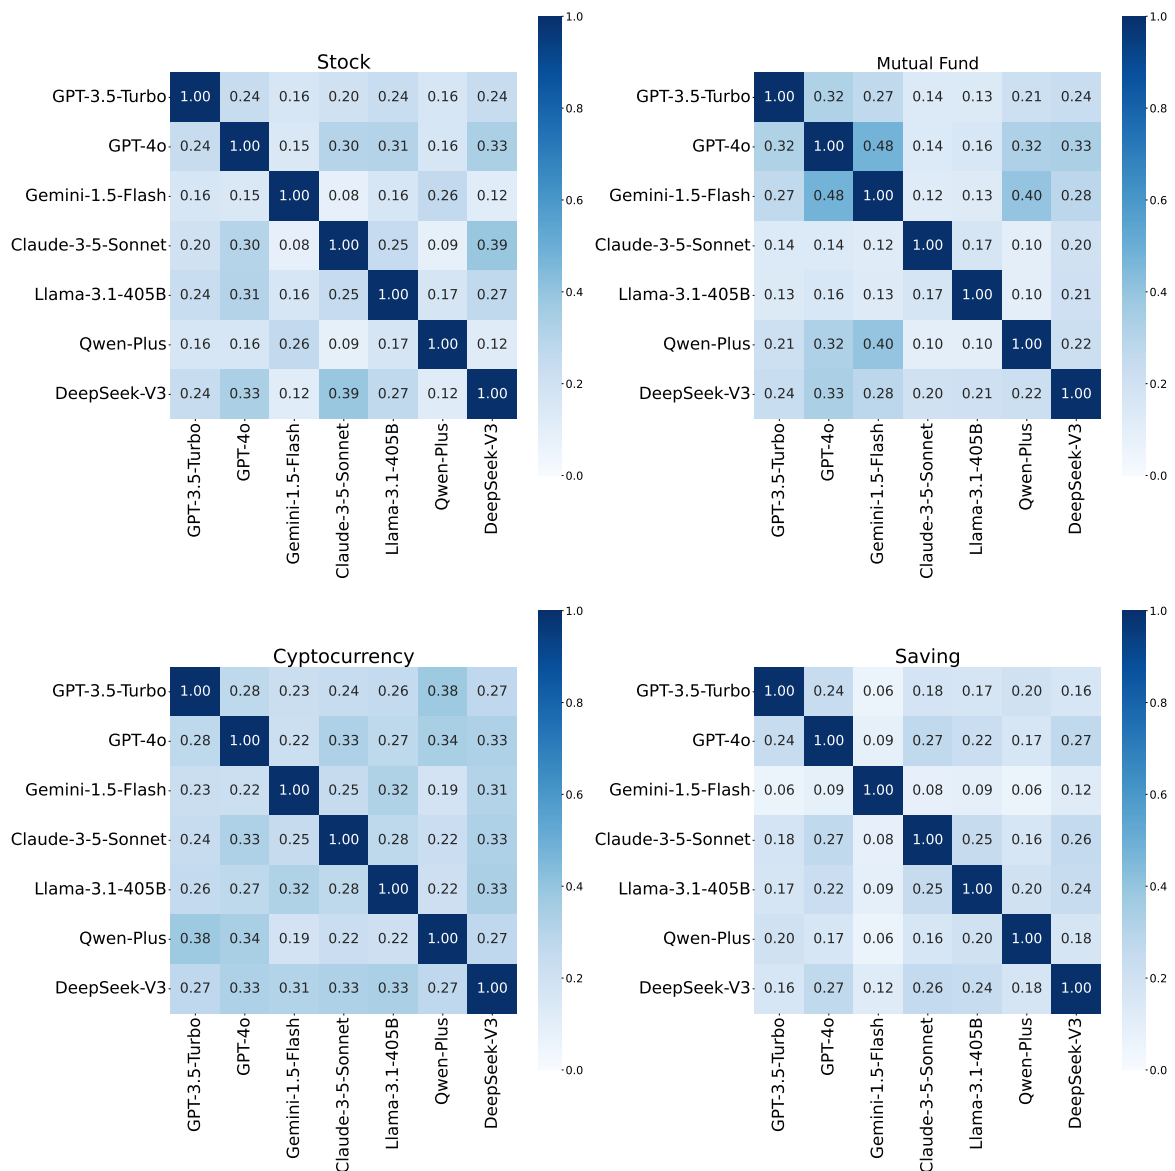 Stock
GPT-3.5-Turbo 1.00 0.24 0.16 0.20 0.24 0.16 0.24
GPT-4o 0.24 1.00 0.15 0.30 0.31 0.16 0.33
Gemini-1.5-Flash 0.16 0.15 1.00 0.08 0.16 0.26 0.12
Claude-3-5-Sonnet 0.20 0.30 0.08 1.00 0.25 0.09 0.39
Llama-3.1-405B 0.24 0.31 0.16 0.25 1.00 0.17 0.27
Qwen-Plus 0.16 0.16 0.26 0.09 0.17 1.00 0.12
DeepSeek-V3 0.24 0.33 0.12 0.39 0.27 0.12 1.00
GPT-3.5-Turbo
GPT-4o
Gemini-1.5-Flash
Claude-3-5-Sonnet
Llama-3.1-405B
Qwen-Plus
DeepSeek-V3
1.0
0.8
0.6
0.4
0.2
0.0
Mutual Fund
GPT-3.5-Turbo 1.00 0.32 0.27 0.14 0.13 0.21 0.24
GPT-4o 0.32 1.00 0.48 0.14 0.16 0.32 0.33
Gemini-1.5-Flash 0.27 0.48 1.00 0.12 0.13 0.40 0.28
Claude-3-5-Sonnet 0.14 0.14 0.12 1.00 0.17 0.10 0.20
Llama-3.1-405B 0.13 0.16 0.13 0.17 1.00 0.10 0.21
Qwen-Plus 0.21 0.32 0.40 0.10 0.10 1.00 0.22
DeepSeek-V3 0.24 0.33 0.28 0.20 0.21 0.22 1.00
GPT-3.5-Turbo
GPT-4o
Gemini-1.5-Flash
Claude-3-5-Sonnet
Llama-3.1-405B
Qwen-Plus
DeepSeek-V3
1.0
0.8
0.6
0.4
0.2
0.0
Cyptocurrency
GPT-3.5-Turbo 1.00 0.28 0.23 0.24 0.26 0.38 0.27
GPT-4o 0.28 1.00 0.22 0.33 0.27 0.34 0.33
Gemini-1.5-Flash 0.23 0.22 1.00 0.25 0.32 0.19 0.31
Claude-3-5-Sonnet 0.24 0.33 0.25 1.00 0.28 0.22 0.33
Llama-3.1-405B 0.26 0.27 0.32 0.28 1.00 0.22 0.33
Qwen-Plus 0.38 0.34 0.19 0.22 0.22 1.00 0.27
DeepSeek-V3 0.27 0.33 0.31 0.33 0.33 0.27 1.00
GPT-3.5-Turbo
GPT-4o
Gemini-1.5-Flash
Claude-3-5-Sonnet
Llama-3.1-405B
Qwen-Plus
DeepSeek-V3
1.0
0.8
0.6
0.4
0.2
0.0
Saving
GPT-3.5-Turbo 1.00 0.24 0.06 0.18 0.17 0.20 0.16
GPT-4o 0.24 1.00 0.09 0.27 0.22 0.17 0.27
Gemini-1.5-Flash 0.06 0.09 1.00 0.08 0.09 0.06 0.12
Claude-3-5-Sonnet 0.18 0.27 0.08 1.00 0.25 0.16 0.26
Llama-3.1-405B 0.17 0.22 0.09 0.25 1.00 0.20 0.24
Qwen-Plus 0.20 0.17 0.06 0.16 0.20 1.00 0.18
DeepSeek-V3 0.16 0.27 0.12 0.26 0.24 0.18 1.00
GPT-3.5-Turbo
GPT-4o
Gemini-1.5-Flash
Claude-3-5-Sonnet
Llama-3.1-405B
Qwen-Plus
DeepSeek-V3
1.0
0.8
0.6
0.4
0.2
0.0